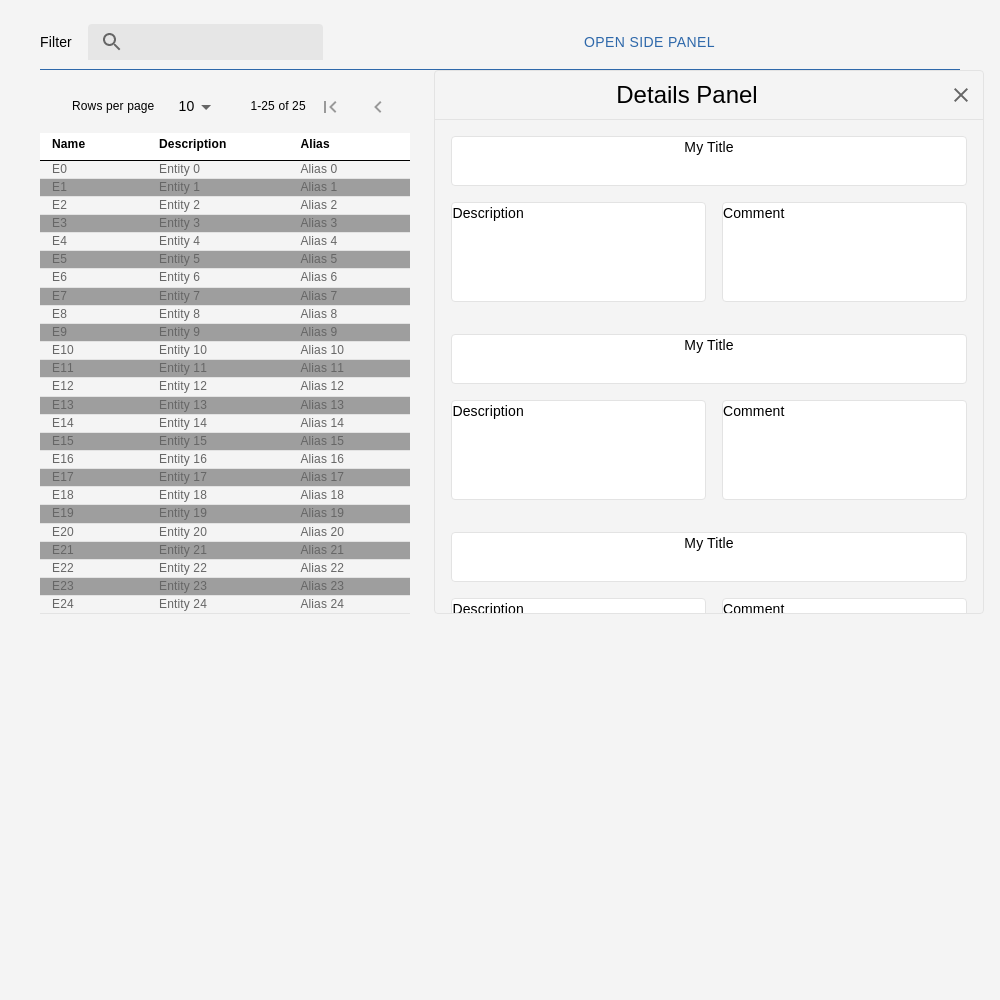 Filter
OPEN SIDE PANEL
Rows per page 10 1-25 of 25
Name Description Alias
E0 Entity 0 Alias 0
E1 Entity 1 Alias 1
E2 Entity 2 Alias 2
E3 Entity 3 Alias 3
E4 Entity 4 Alias 4
E5 Entity 5 Alias 5
E6 Entity 6 Alias 6
E7 Entity 7 Alias 7
E8 Entity 8 Alias 8
E9 Entity 9 Alias 9
E10 Entity 10 Alias 10
E11 Entity 11 Alias 11
E12 Entity 12 Alias 12
E13 Entity 13 Alias 13
E14 Entity 14 Alias 14
E15 Entity 15 Alias 15
E16 Entity 16 Alias 16
E17 Entity 17 Alias 17
E18 Entity 18 Alias 18
E19 Entity 19 Alias 19
E20 Entity 20 Alias 20
E21 Entity 21 Alias 21
E22 Entity 22 Alias 22
E23 Entity 23 Alias 23
E24 Entity 24 Alias 24
Details Panel
My Title
Description Comment
My Title
Description Comment
My Title
Description Comment